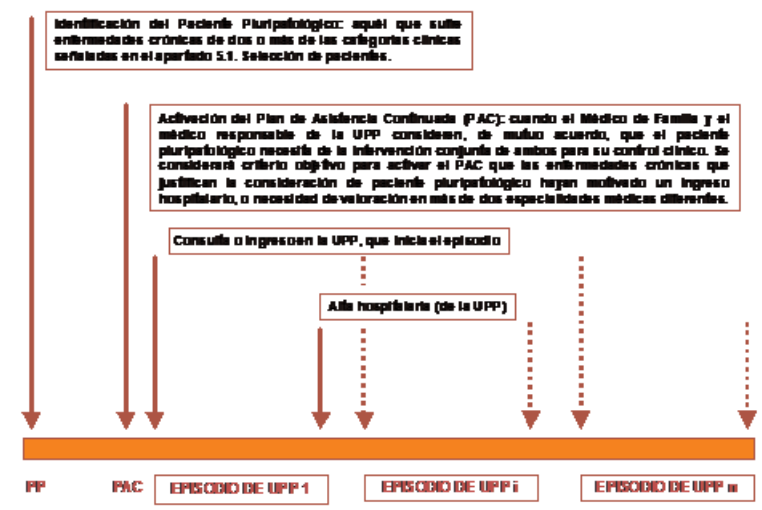 Identificación del Paciente Pluripatológico: aquél que sufre
enfermedades crónicas de dos o más de las categorías clínicas
señaladas en el apartado 5.1. Selección de pacientes.
Activación del Plan de Asistencia Continuada (PAC): cuando el Médico de Familia y el
médico responsable de la UPP consideren, de mutuo acuerdo, que el paciente
pluripatológico necesita de la intervención conjunta de ambos para su control clínico. Se
considerará criterio objetivo para activar el PAC que las enfermedades crónicas que
justifican la consideración de paciente pluripatológico hayan motivado un ingreso
hospitalario, o necesidad de valoración en más de dos especialidades médicas diferentes.
Consulta o ingreso en la UPP, que inicia el episodio
Alta hospitalaria (de la UPP)
PP
PAC
EPISODIO DE UPP 1
EPISODIO DE UPP i
EPISODIO DE UPP n